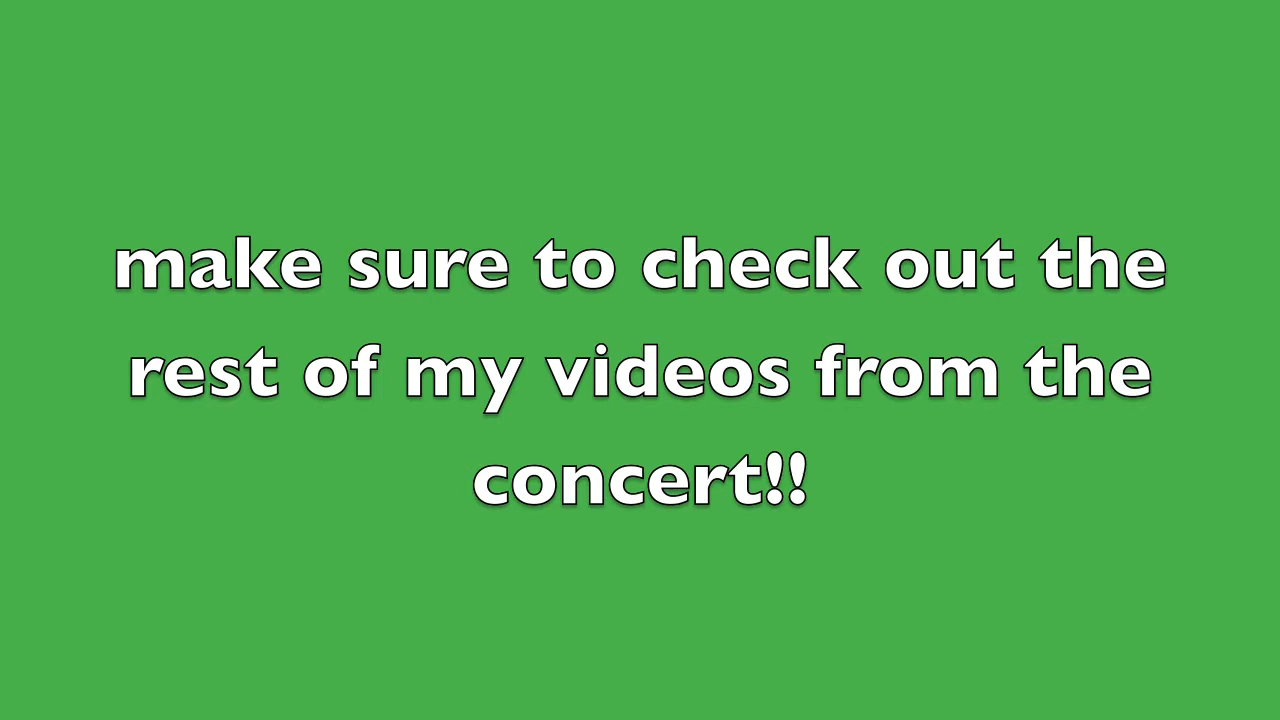 make sure to check out the
rest of my videos from the
concert!!